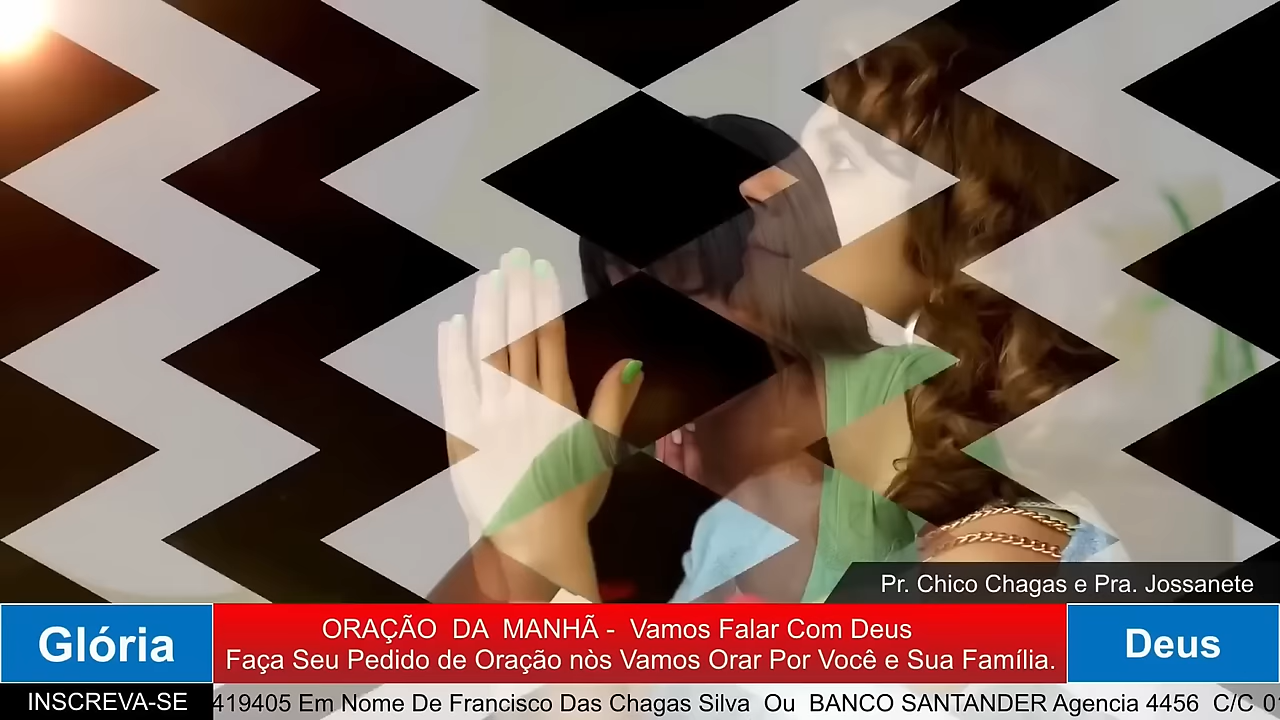 Pr. Chico Chagas e Pra. Jossanete
Glória
ORAÇÃO DA MANHÃ - Vamos Falar Com Deus
Faça Seu Pedido de Oração nòs Vamos Orar Por Você e Sua Família.
Deus
INSCREVA-SE
419405 Em Nome De Francisco Das Chagas Silva Ou BANCO SANTANDER Agencia 4456 C/C 0